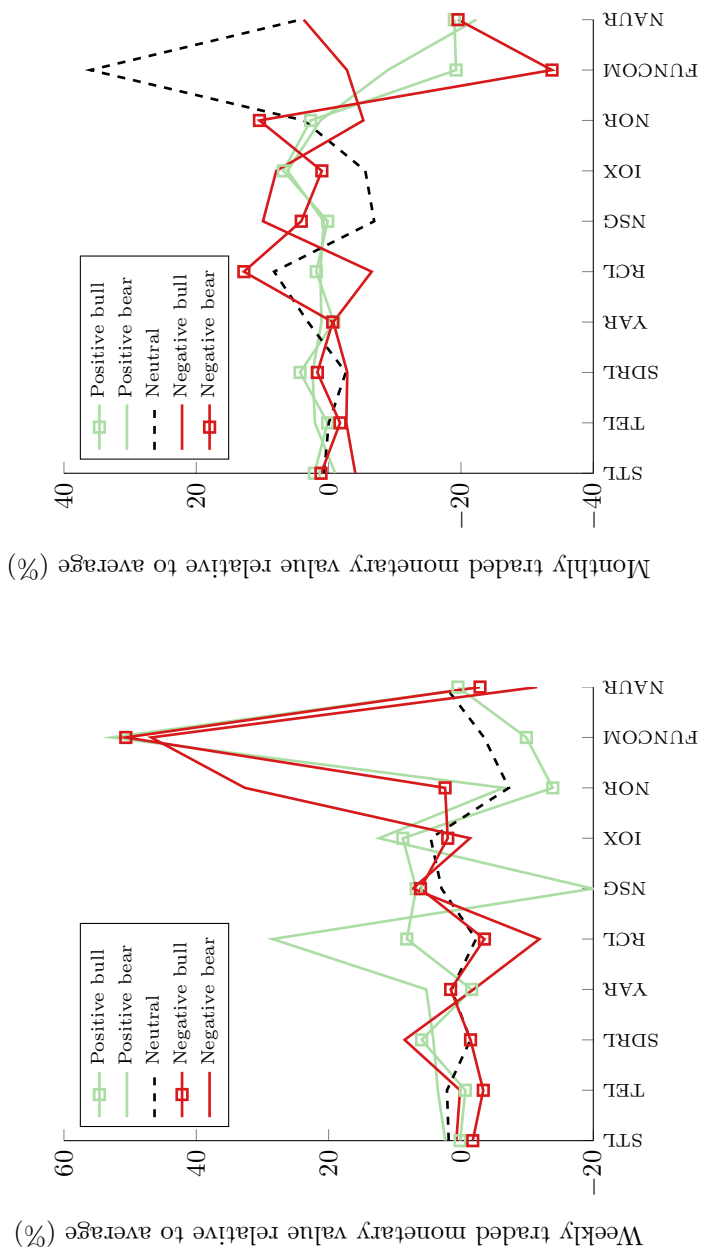 Weekly traded monetary value relative to average (%)
60
40
20
0
−20
Positive bull
Positive bear
Neutral
Negative bull
Negative bear
STL
TEL
SDRL
YAR
RCL
NSG
IOX
NOR
FUNCOM
NAUR
Monthly traded monetary value relative to average (%)
40
20
0
−20
−40
Positive bull
Positive bear
Neutral
Negative bull
Negative bear
STL
TEL
SDRL
YAR
RCL
NSG
IOX
NOR
FUNCOM
NAUR